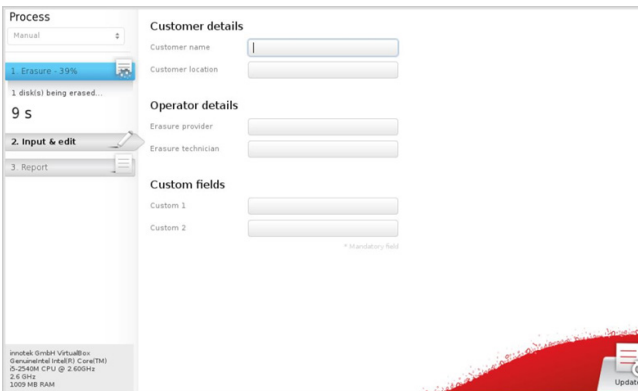 Process
Manual
1. Erasure - 39%
1 disk(s) being erased...
9 s
2. Input & edit
3. Report
innotek GmbH VirtualBox
GenuineIntel Intel(R) Core(TM)
i5-2540M CPU @ 2.60GHz
2.6 GHz
1009 MB RAM
Customer details
Customer name
Customer location
Operator details
Erasure provider
Erasure technician
Custom fields
Custom 1
Custom 2
* Mandatory field